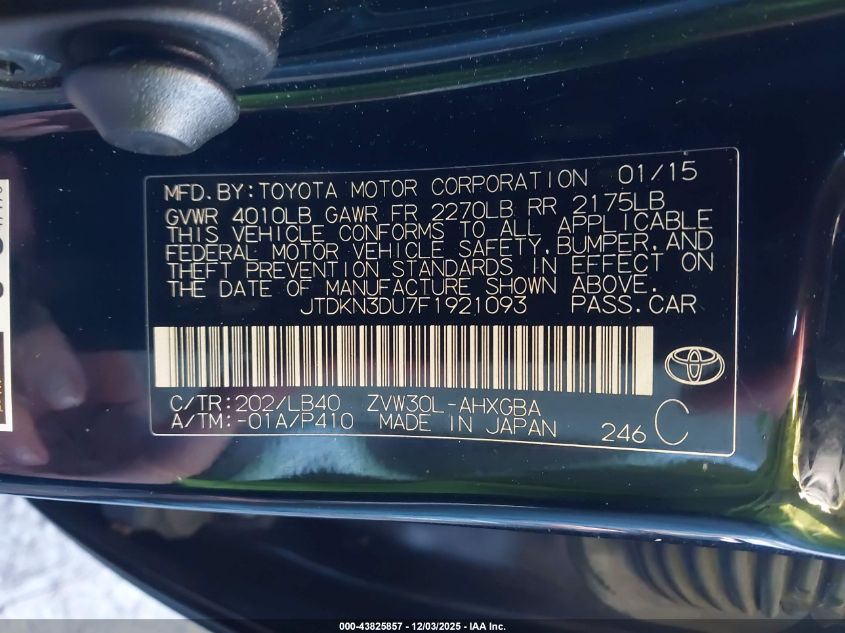 MFD.BY:TOYOTA MOTOR CORPORATION 01/15
GVWR 4010LB GAWR FR 2270LB RR 2175LB
THIS VEHICLE CONFORMS TO ALL APPLICABLE
FEDERAL MOTOR VEHICLE SAFETY,BUMPER,AND
THEFT PREVENTION STANDARDS IN EFFECT ON
THE DATE OF MANUFACTURE SHOWN ABOVE.
JTDKN3DU7F1921093 PASS.CAR
C/TR:202/LB40 ZVW30L-AHXGBA
A/TM:-01A/P410 MADE IN JAPAN 246 C
000-43825857 - 12/03/2025 - IAA Inc.